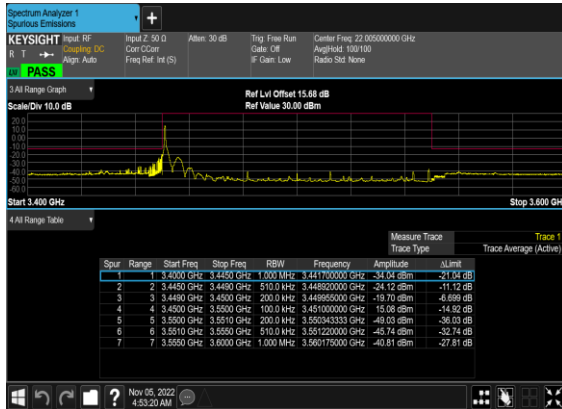 Spectrum Analyzer 1
Spurious Emissions
KEYSIGHT
R T
LXI PASS
Input: RF
Coupling: DC
Align: Auto
Input Z: 50 Ω
Corr CCorr
Freq Ref: Int (S)
Atten: 30 dB
Trig: Free Run
Gate: Off
IF Gain: Low
Center Freq: 22.005000000 GHz
Avg|Hold: 100/100
Radio Std: None
3 All Range Graph
Scale/Div 10.0 dB
Ref Lvl Offset 15.68 dB
Ref Value 30.00 dBm
20.0
10.0
0.00
-10.0
-20.0
-30.0
-40.0
-50.0
-60.0
Start 3.400 GHz
Stop 3.600 GH
4 All Range Table
Measure Trace Trace 1
Trace Type Trace Average (Active)
Spur Range Start Freq Stop Freq RBW Frequency Amplitude ΔLimit
1 1 3.4000 GHz 3.4450 GHz 1.000 MHz 3.441700000 GHz -34.04 dBm -21.04 dB
2 2 3.4450 GHz 3.4490 GHz 510.0 kHz 3.448920000 GHz -24.12 dBm -11.12 dB
3 3 3.4490 GHz 3.4500 GHz 200.0 kHz 3.449955000 GHz -19.70 dBm -6.699 dB
4 4 3.4500 GHz 3.5500 GHz 100.0 kHz 3.451000000 GHz 15.08 dBm -14.92 dB
5 5 3.5500 GHz 3.5510 GHz 200.0 kHz 3.550343333 GHz -49.03 dBm -36.03 dB
6 6 3.5510 GHz 3.5550 GHz 510.0 kHz 3.551220000 GHz -45.74 dBm -32.74 dB
7 7 3.5550 GHz 3.6000 GHz 1.000 MHz 3.560175000 GHz -40.81 dBm -27.81 dB
Nov 05, 2022
4:53:20 AM